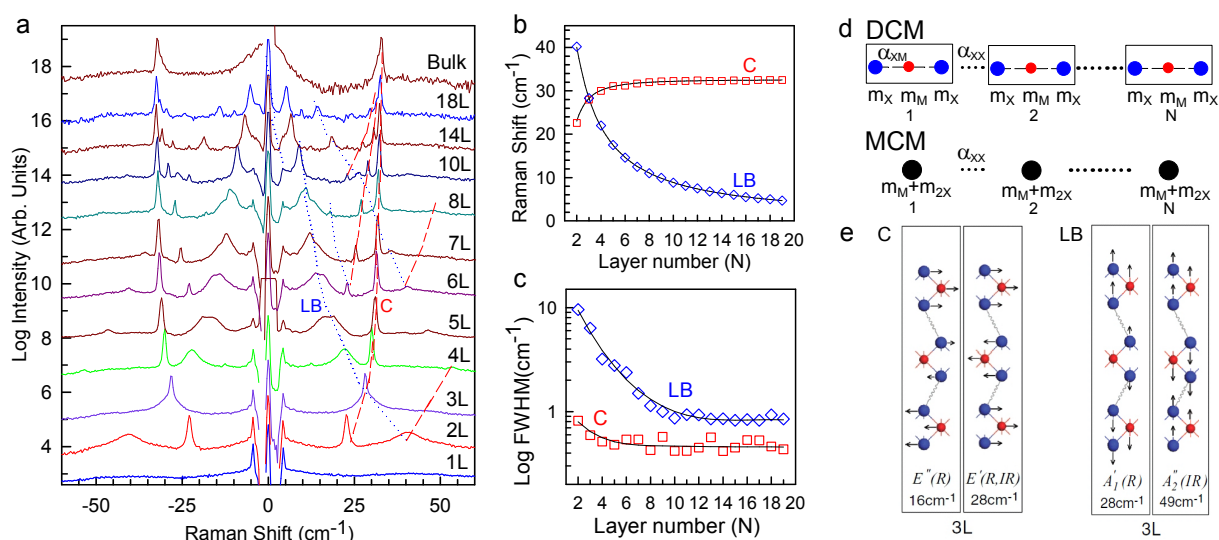 a
Log Intensity (Arb. Units)
18
16
14
12
10
8
6
4
Bulk
18L
14L
10L
8L
7L
6L
5L
4L
3L
2L
1L
LB
C
-50 -25 0 25 50
Raman Shift (cm-1)
b
Raman Shift (cm-1)
40
30
20
10
0
C
LB
2 4 6 8 10 12 14 16 18 20
Layer number (N)
c
Log FWHM(cm-1)
10
1
0.1
LB
C
2 4 6 8 10 12 14 16 18 20
Layer number (N)
d DCM
αXM αXX
mX mM mX mX mM mX mX mM mX
1 2 N
MCM
αXX
mM+m2X mM+m2X mM+m2X
1 2 N
e C LB
E''(R) E'(R,IR) A'1(R) A''2(IR)
16cm-1 28cm-1 28cm-1 49cm-1
3L 3L